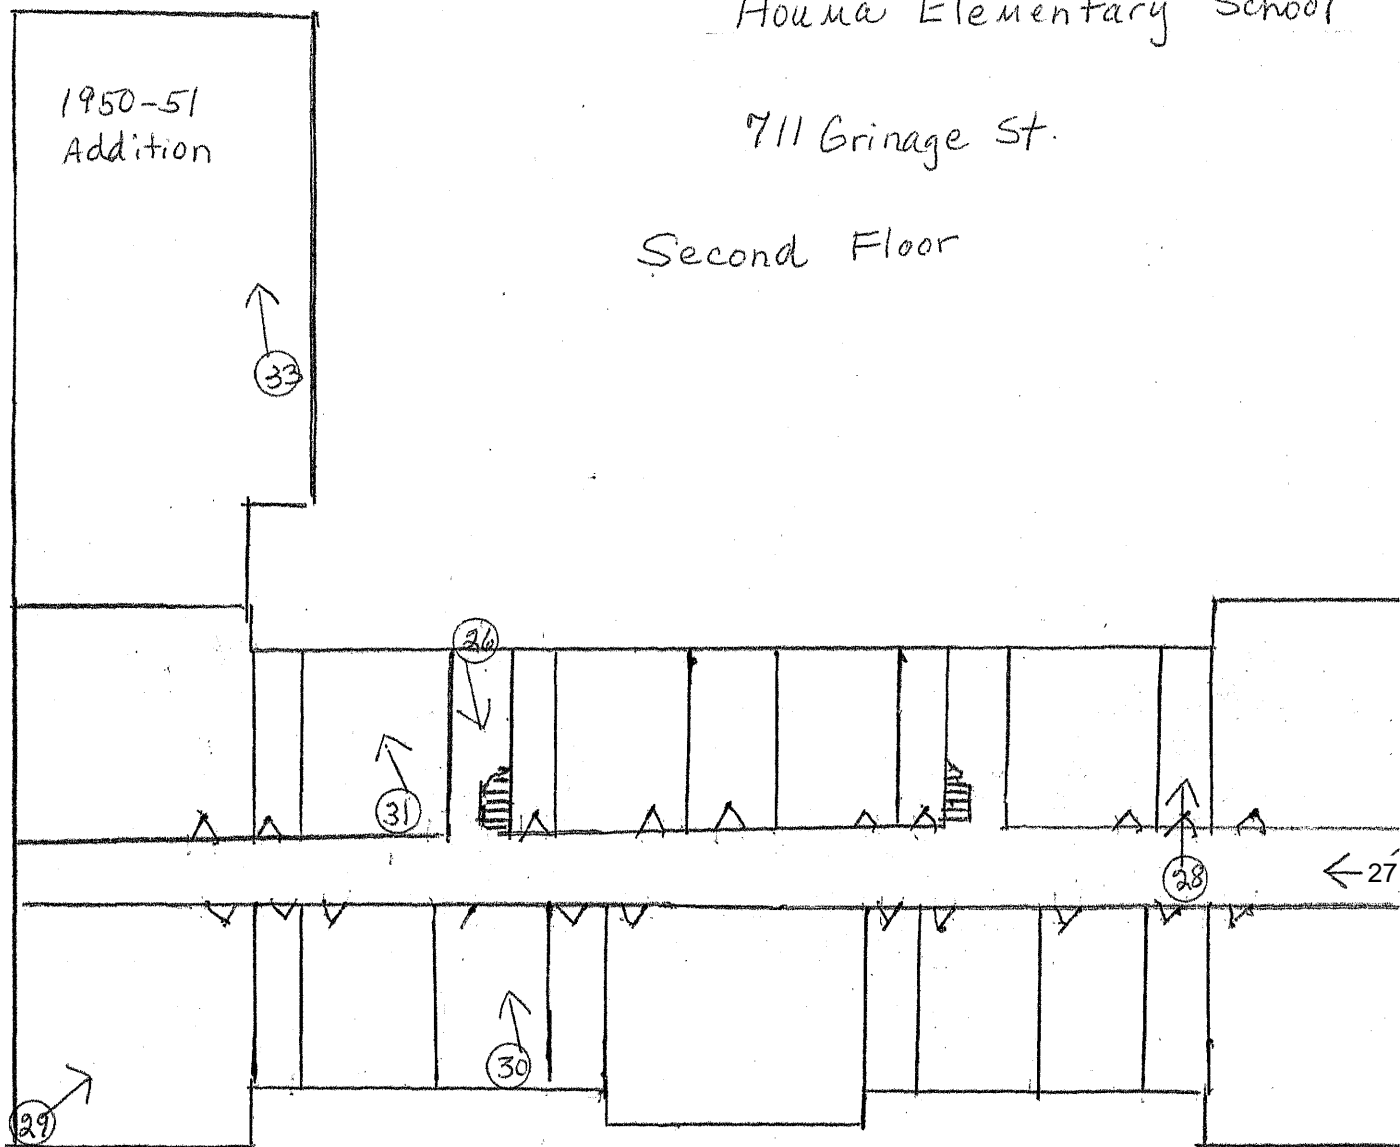 Houma Elementary School
711 Grinage St.
Second Floor
1950-51
Addition
33
26
31
28
27
30
29